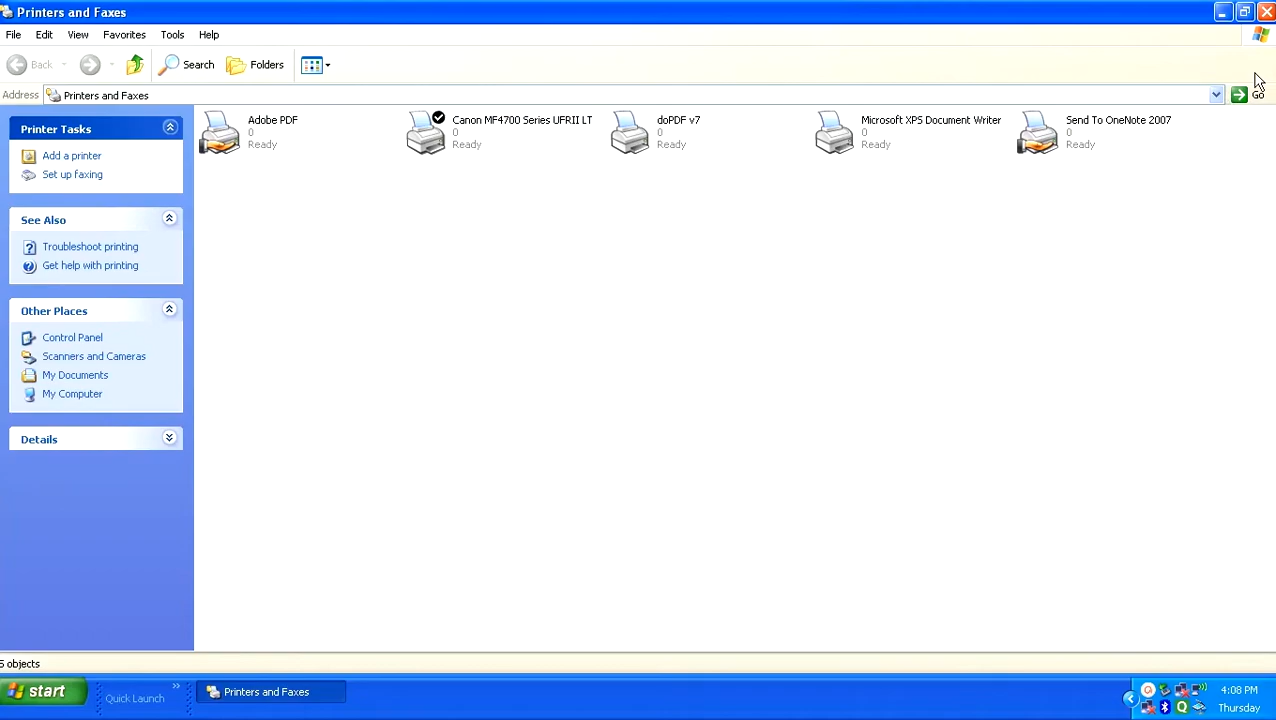 Printers and Faxes
File Edit View Favorites Tools Help
Back Search Folders
Address Printers and Faxes Go
Printer Tasks
Add a printer
Set up faxing
See Also
Troubleshoot printing
Get help with printing
Other Places
Control Panel
Scanners and Cameras
My Documents
My Computer
Details
Adobe PDF
0
Ready
Canon MF4700 Series UFRII LT
0
Ready
doPDF v7
0
Ready
Microsoft XPS Document Writer
0
Ready
Send To OneNote 2007
0
Ready
5 objects
start Quick Launch » Printers and Faxes 4:08 PM
Thursday